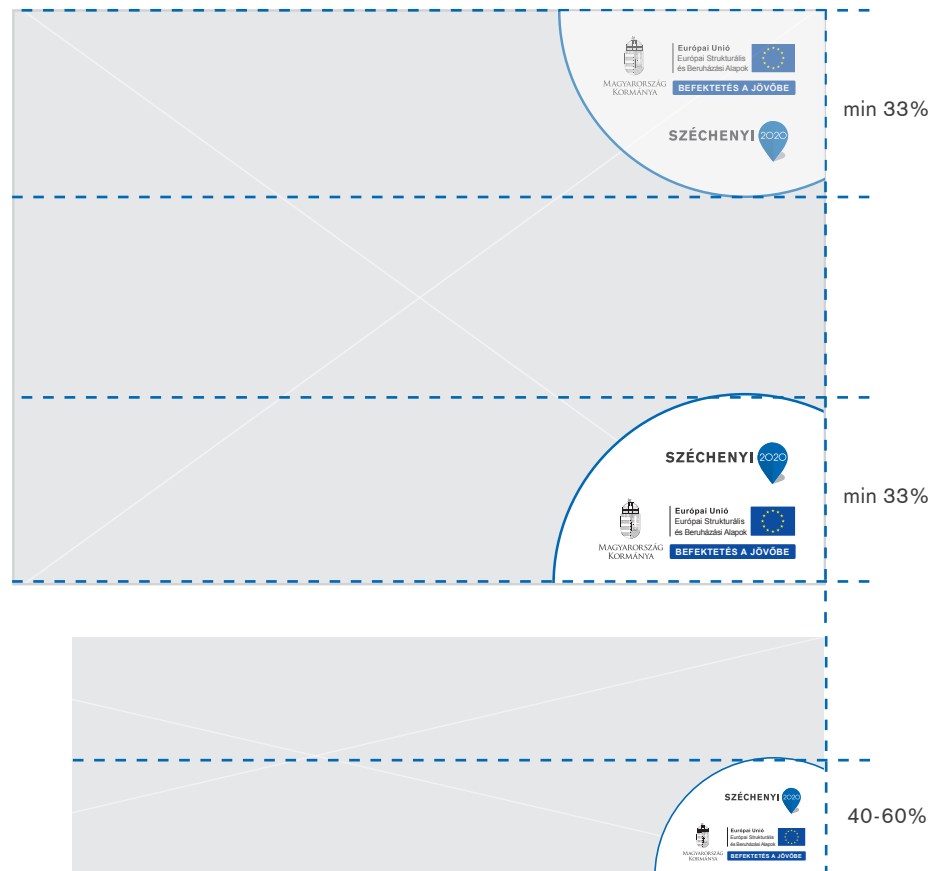 Európai Unió
Európai Strukturális
és Beruházási Alapok
MAGYARORSZÁG
KORMÁNYA
BEFEKTETÉS A JÖVŐBE
min 33%
SZÉCHENYI 2020
SZÉCHENYI 2020
min 33%
Európai Unió
Európai Strukturális
és Beruházási Alapok
MAGYARORSZÁG
KORMÁNYA
BEFEKTETÉS A JÖVŐBE
SZÉCHENYI 2020
40-60%
Európai Unió
Európai Strukturális
és Beruházási Alapok
MAGYARORSZÁG
KORMÁNYA
BEFEKTETÉS A JÖVŐBE